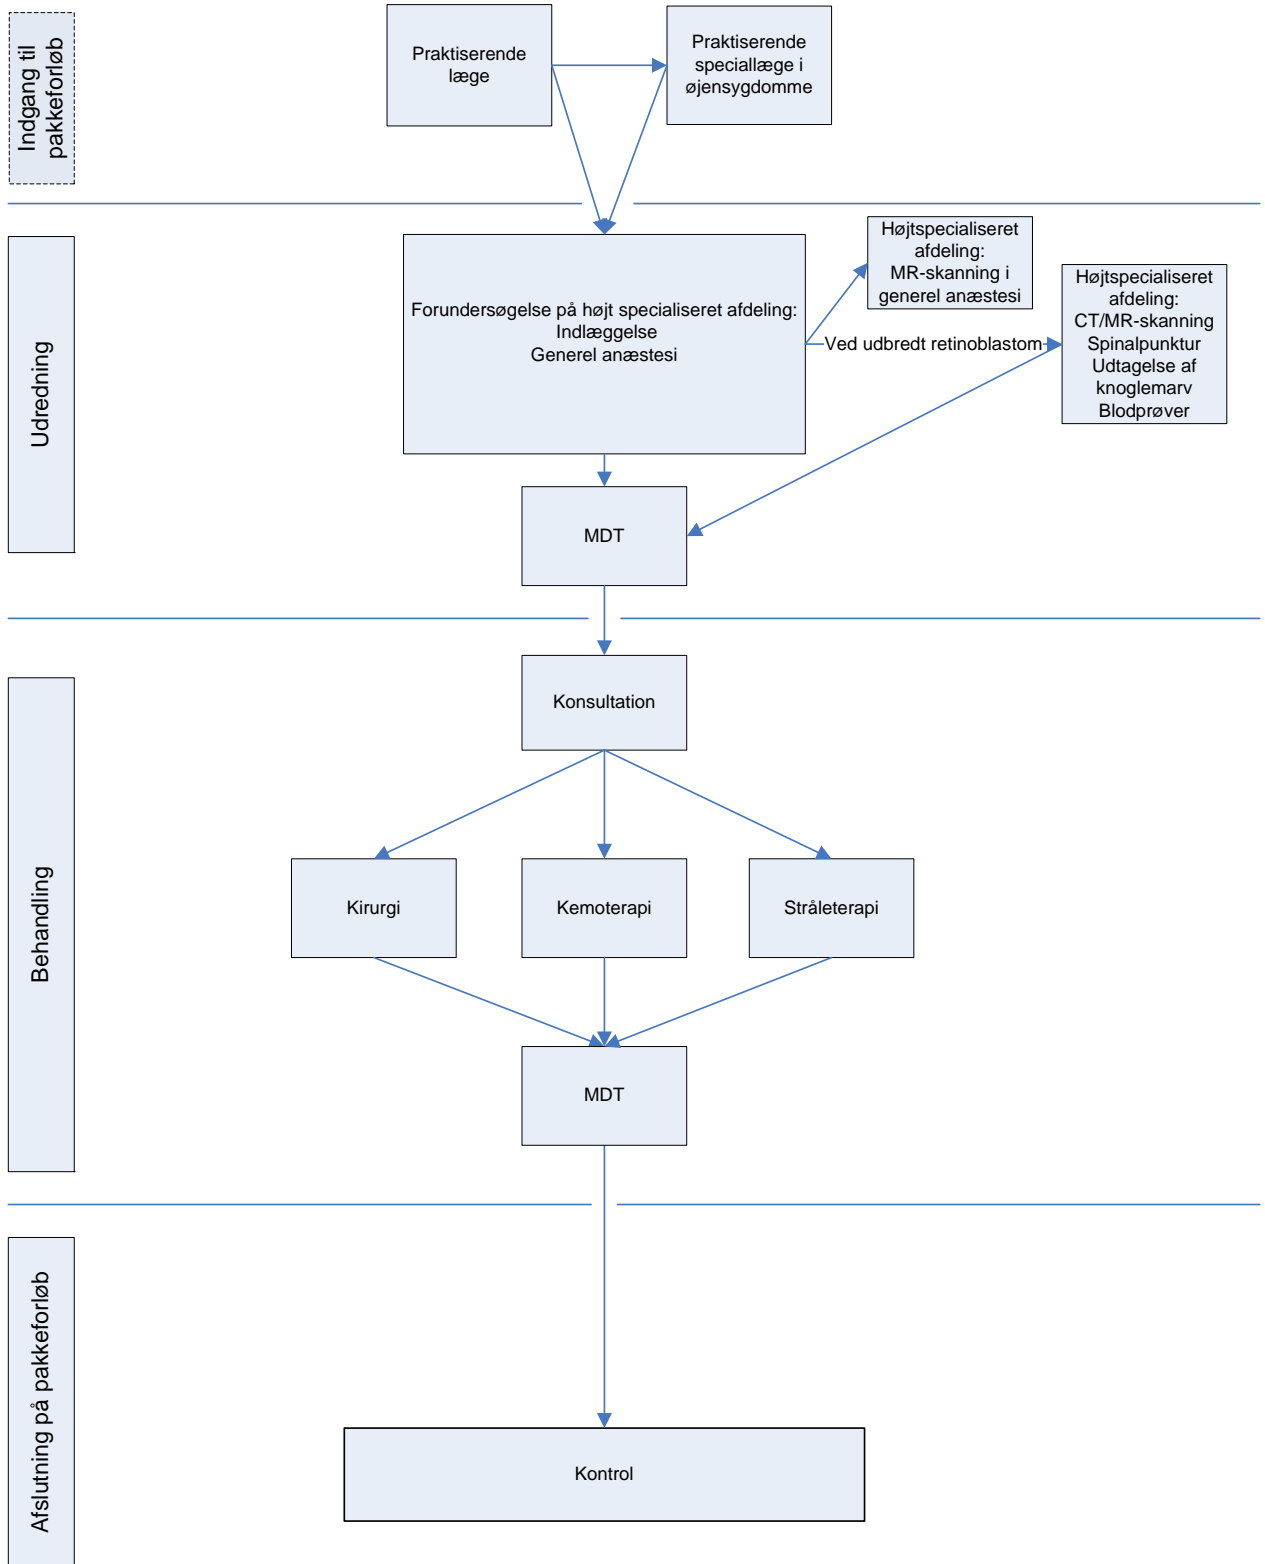 Indgang til
pakkeforløb
Praktiserende
læge
Praktiserende
speciallæge i
øjensygdomme
Udredning
Forundersøgelse på højt specialiseret afdeling:
Indlæggelse
Generel anæstesi
Højtspecialiseret
afdeling:
MR-skanning i
generel anæstesi
Ved udbredt retinoblastom
Højtspecialiseret
afdeling:
CT/MR-skanning
Spinalpunktur
Udtagelse af
knoglemarv
Blodprøver
MDT
Behandling
Konsultation
Kirurgi
Kemoterapi
Stråleterapi
MDT
Afslutning på pakkeforløb
Kontrol